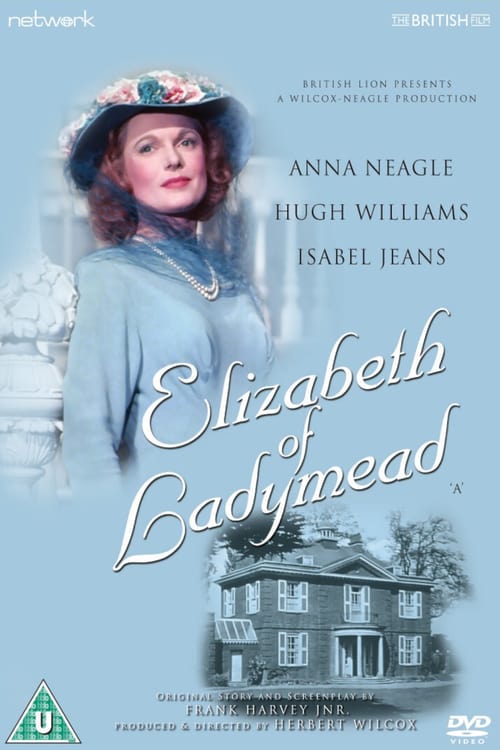 network
THE BRITISH FILM
BRITISH LION PRESENTS
A WILCOX-NEAGLE PRODUCTION
ANNA NEAGLE
HUGH WILLIAMS
ISABEL JEANS
Elizabeth
of
Ladymead
'A'
ORIGINAL STORY AND SCREENPLAY BY
FRANK HARVEY JNR.
PRODUCED & DIRECTED BY HERBERT WILCOX
U
DVD
VIDEO